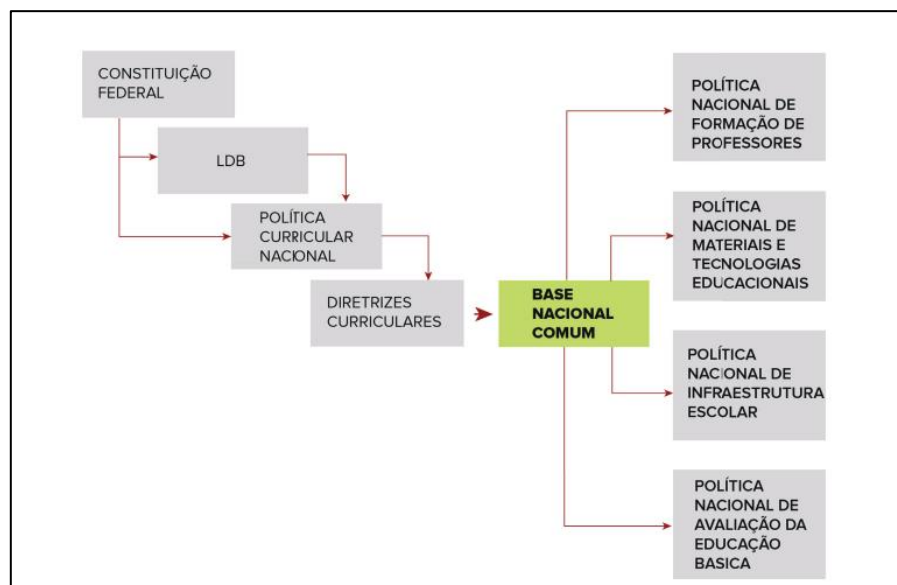 CONSTITUIÇÃO
FEDERAL
LDB
POLÍTICA
CURRICULAR
NACIONAL
DIRETRIZES
CURRICULARES
BASE
NACIONAL
COMUM
POLÍTICA
NACIONAL DE
FORMAÇÃO DE
PROFESSORES
POLÍTICA
NACIONAL DE
MATERIAIS E
TECNOLOGIAS
EDUCACIONAIS
POLÍTICA
NACIONAL DE
INFRAESTRUTURA
ESCOLAR
POLÍTICA
NACIONAL DE
AVALIAÇÃO DA
EDUCAÇÃO
BASICA